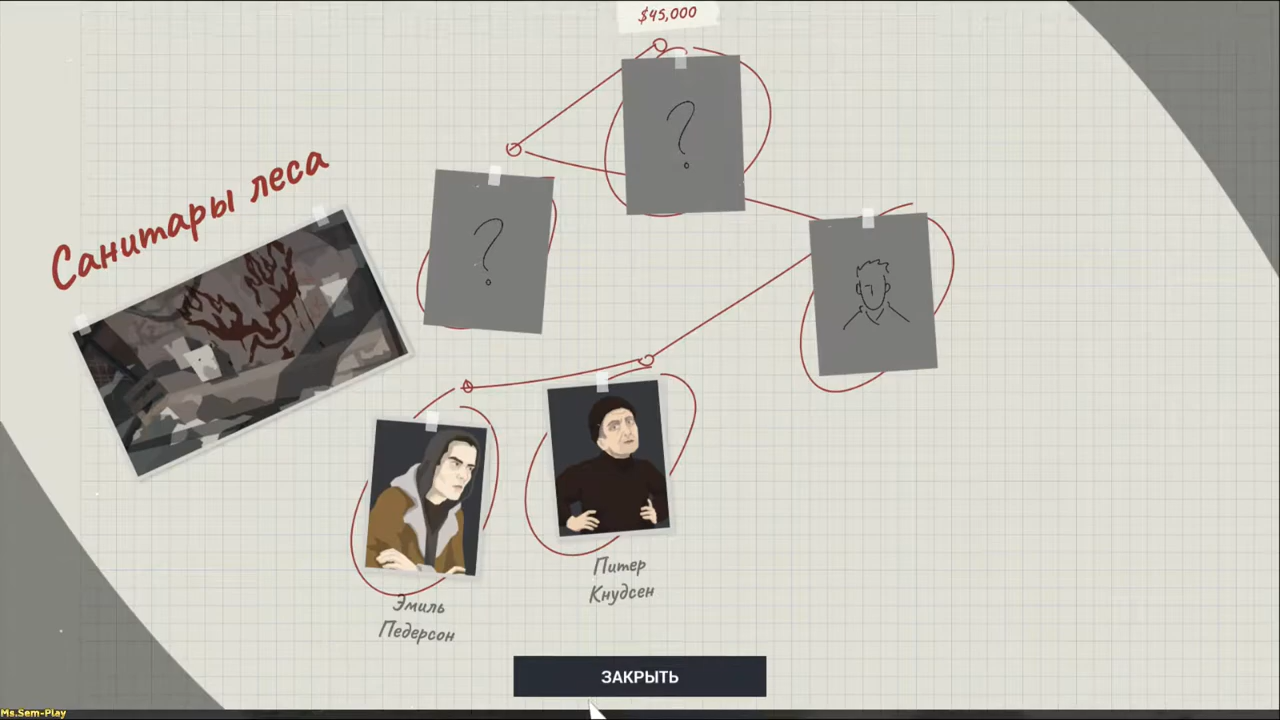 $45,000
?
?
Санитары леса
Эмиль
Педерсон
Питер
Кнудсен
ЗАКРЫТЬ
Ms.Sem-Play